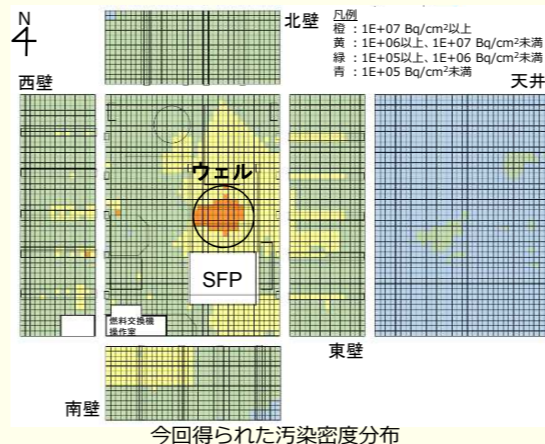 N
4
北壁
凡例
橙 : 1E+07 Bq/cm²以上
黄 : 1E+06以上、1E+07 Bq/cm²未満
緑 : 1E+05以上、1E+06 Bq/cm²未満
青 : 1E+05 Bq/cm²未満
西壁
天井
ウェル
SFP
燃料交換機
操作室
東壁
南壁
今回得られた汚染密度分布